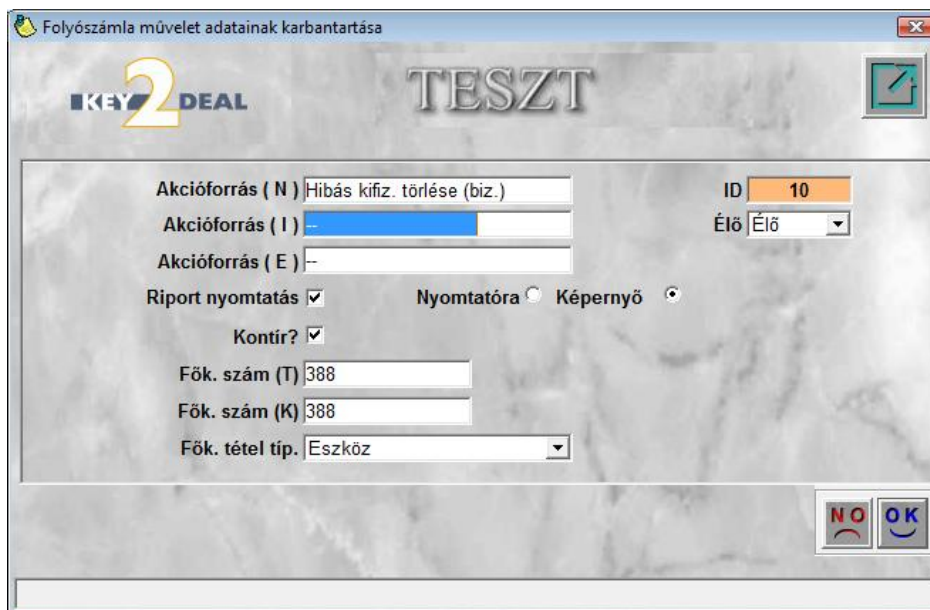 Folyószámla művelet adatainak karbantartása
KEY 2 DEAL
TESZT
Akcióforrás ( N ) Hibás kifiz. törlése (biz.) ID 10
Akcióforrás ( I ) -- Élő Élő
Akcióforrás ( E ) --
Riport nyomtatás Nyomtatóra Képernyő
Kontír?
Fők. szám (T) 388
Fők. szám (K) 388
Fők. tétel típ. Eszköz
NO OK